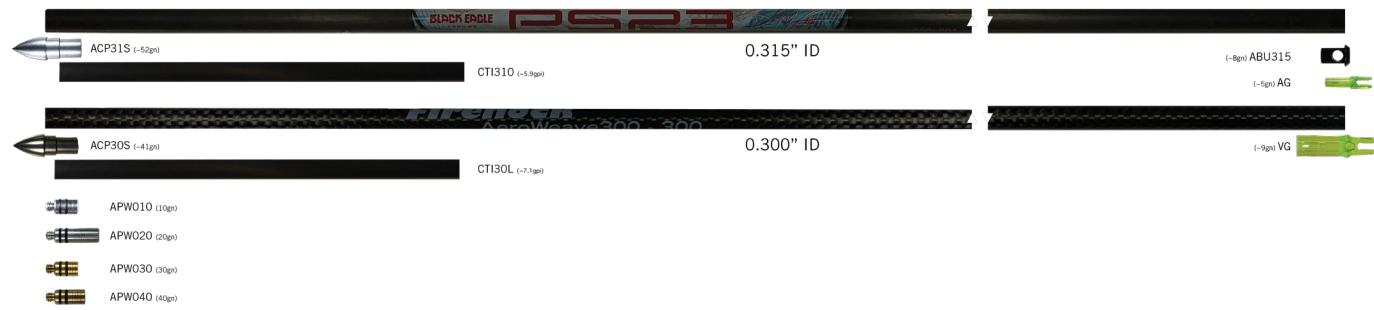 BLACK EAGLE
PS23
ACP31S (~52gn)
0.315” ID
(~8gn) ABU315
CTI310 (~5.9gpi)
(~5gn) AG
Firenock
AeroWeave300 - 300
ACP30S (~41gn)
0.300” ID
(~9gn) VG
CTI30L (~7.1gpi)
APW010 (10gn)
APW020 (20gn)
APW030 (30gn)
APW040 (40gn)